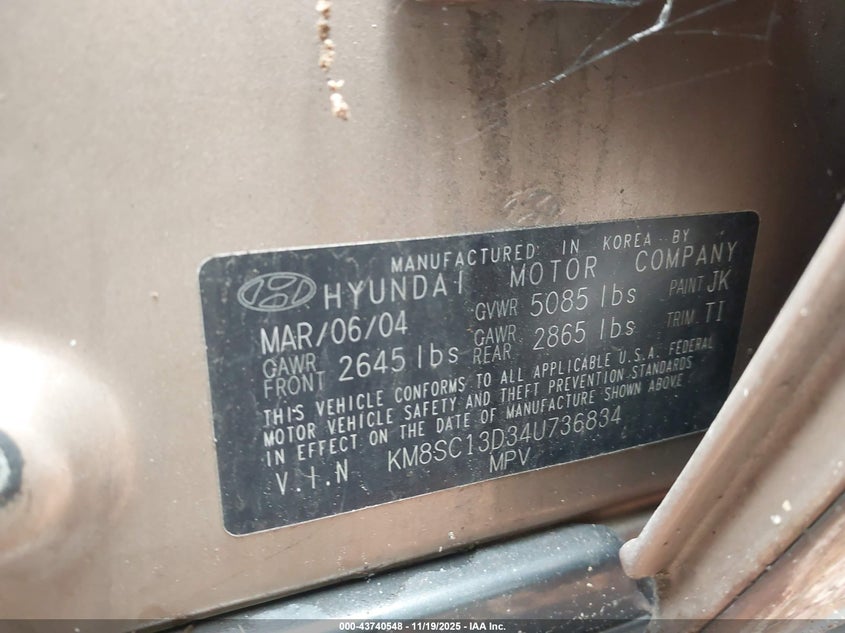 MANUFACTURED IN KOREA BY
HYUNDAI MOTOR COMPANY
MAR/06/04 GVWR 5085 lbs PAINT JK
GAWR FRONT 2645 lbs GAWR REAR 2865 lbs TRIM TI
THIS VEHICLE CONFORMS TO ALL APPLICABLE U.S.A. FEDERAL
MOTOR VEHICLE SAFETY AND THEFT PREVENTION STANDARDS
IN EFFECT ON THE DATE OF MANUFACTURE SHOWN ABOVE
V.I.N KM8SC13D34U736834
MPV
000-43740548 - 11/19/2025 - IAA Inc.